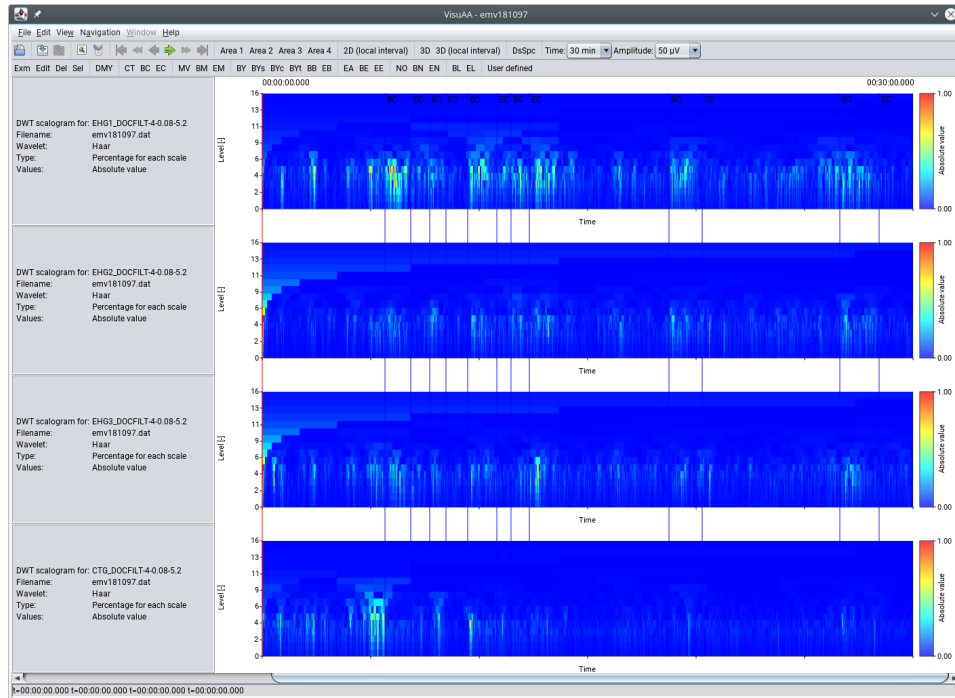 VisuAA - emv181097
File Edit View Navigation Window Help
Area 1 Area 2 Area 3 Area 4 2D (local interval) 3D 3D (local interval) DsSpc Time: 30 min Amplitude: 50 µV
Exm Edit Del Sel DMY CT BC EC MV BM EM BY BYs BYc BYt BB EB EA BE EE NO BN EN BL EL User defined
00:00:00.000 00:30:00.000
DWT scalogram for: EHG1_DOCFILT-4-0.08-5.2
Filename: emv181097.dat
Wavelet: Haar
Type: Percentage for each scale
Values: Absolute value
Level [-]
16
13
11
9
6
4
2
0
BC EC EC EC BC EC BC EC BC EC BC EC
Time
1.00
Absolute value
0.00
DWT scalogram for: EHG2_DOCFILT-4-0.08-5.2
Filename: emv181097.dat
Wavelet: Haar
Type: Percentage for each scale
Values: Absolute value
Level [-]
16
13
11
9
6
4
2
0
Time
1.00
Absolute value
0.00
DWT scalogram for: EHG3_DOCFILT-4-0.08-5.2
Filename: emv181097.dat
Wavelet: Haar
Type: Percentage for each scale
Values: Absolute value
Level [-]
16
13
11
9
6
4
2
0
Time
1.00
Absolute value
0.00
DWT scalogram for: CTG_DOCFILT-4-0.08-5.2
Filename: emv181097.dat
Wavelet: Haar
Type: Percentage for each scale
Values: Absolute value
Level [-]
16
13
11
9
6
4
2
0
Time
1.00
Absolute value
0.00
t=00:00:00.000 t=00:00:00.000 t=00:00:00.000 t=00:00:00.000